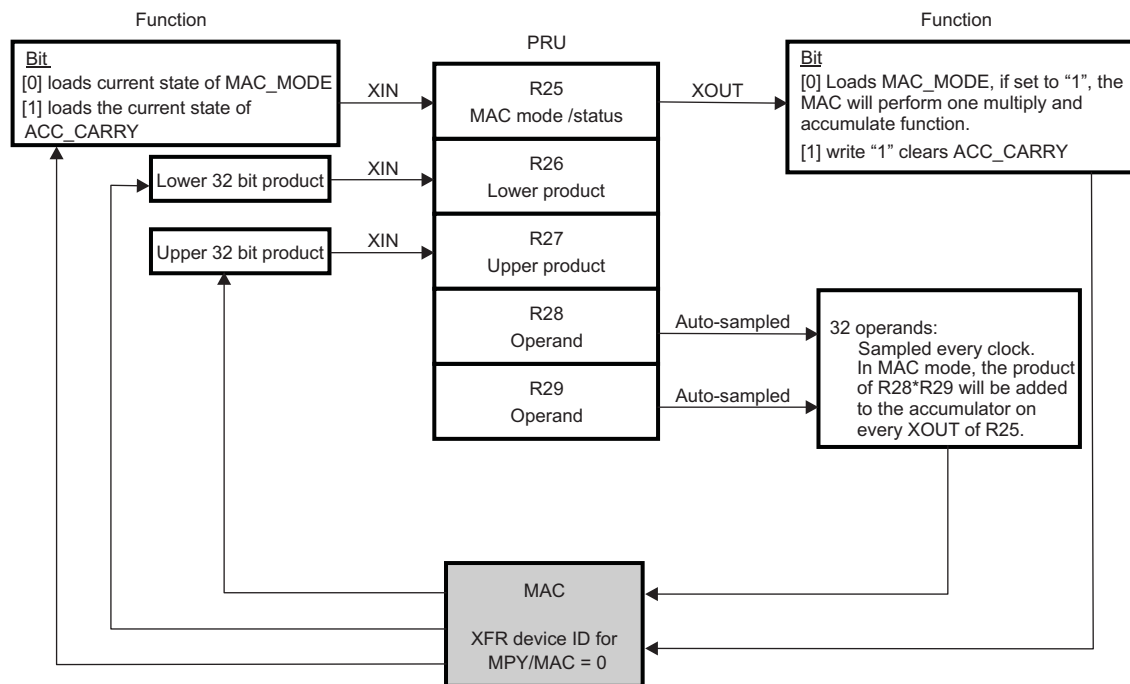 Function
Bit
[0] loads current state of MAC_MODE
[1] loads the current state of
ACC_CARRY
XIN
Lower 32 bit product
XIN
Upper 32 bit product
XIN
PRU
R25
MAC mode /status
R26
Lower product
R27
Upper product
R28
Operand
R29
Operand
XOUT
Auto-sampled
Auto-sampled
Function
Bit
[0] Loads MAC_MODE, if set to “1”, the
MAC will perform one multiply and
accumulate function.
[1] write “1” clears ACC_CARRY
32 operands:
Sampled every clock.
In MAC mode, the product
of R28*R29 will be added
to the accumulator on
every XOUT of R25.
MAC
XFR device ID for
MPY/MAC = 0